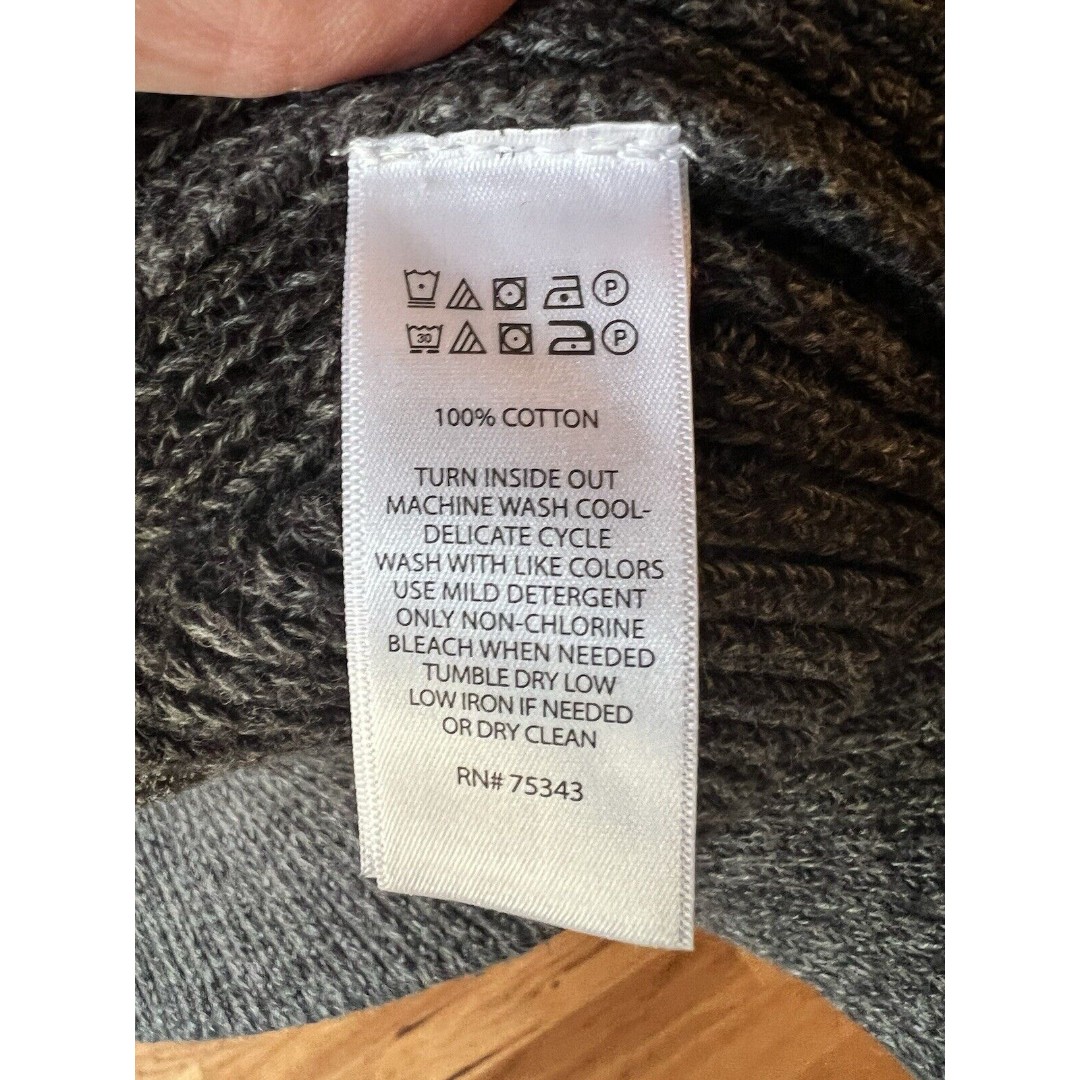 P
30 P
100% COTTON
TURN INSIDE OUT
MACHINE WASH COOL-
DELICATE CYCLE
WASH WITH LIKE COLORS
USE MILD DETERGENT
ONLY NON-CHLORINE
BLEACH WHEN NEEDED
TUMBLE DRY LOW
LOW IRON IF NEEDED
OR DRY CLEAN
RN# 75343